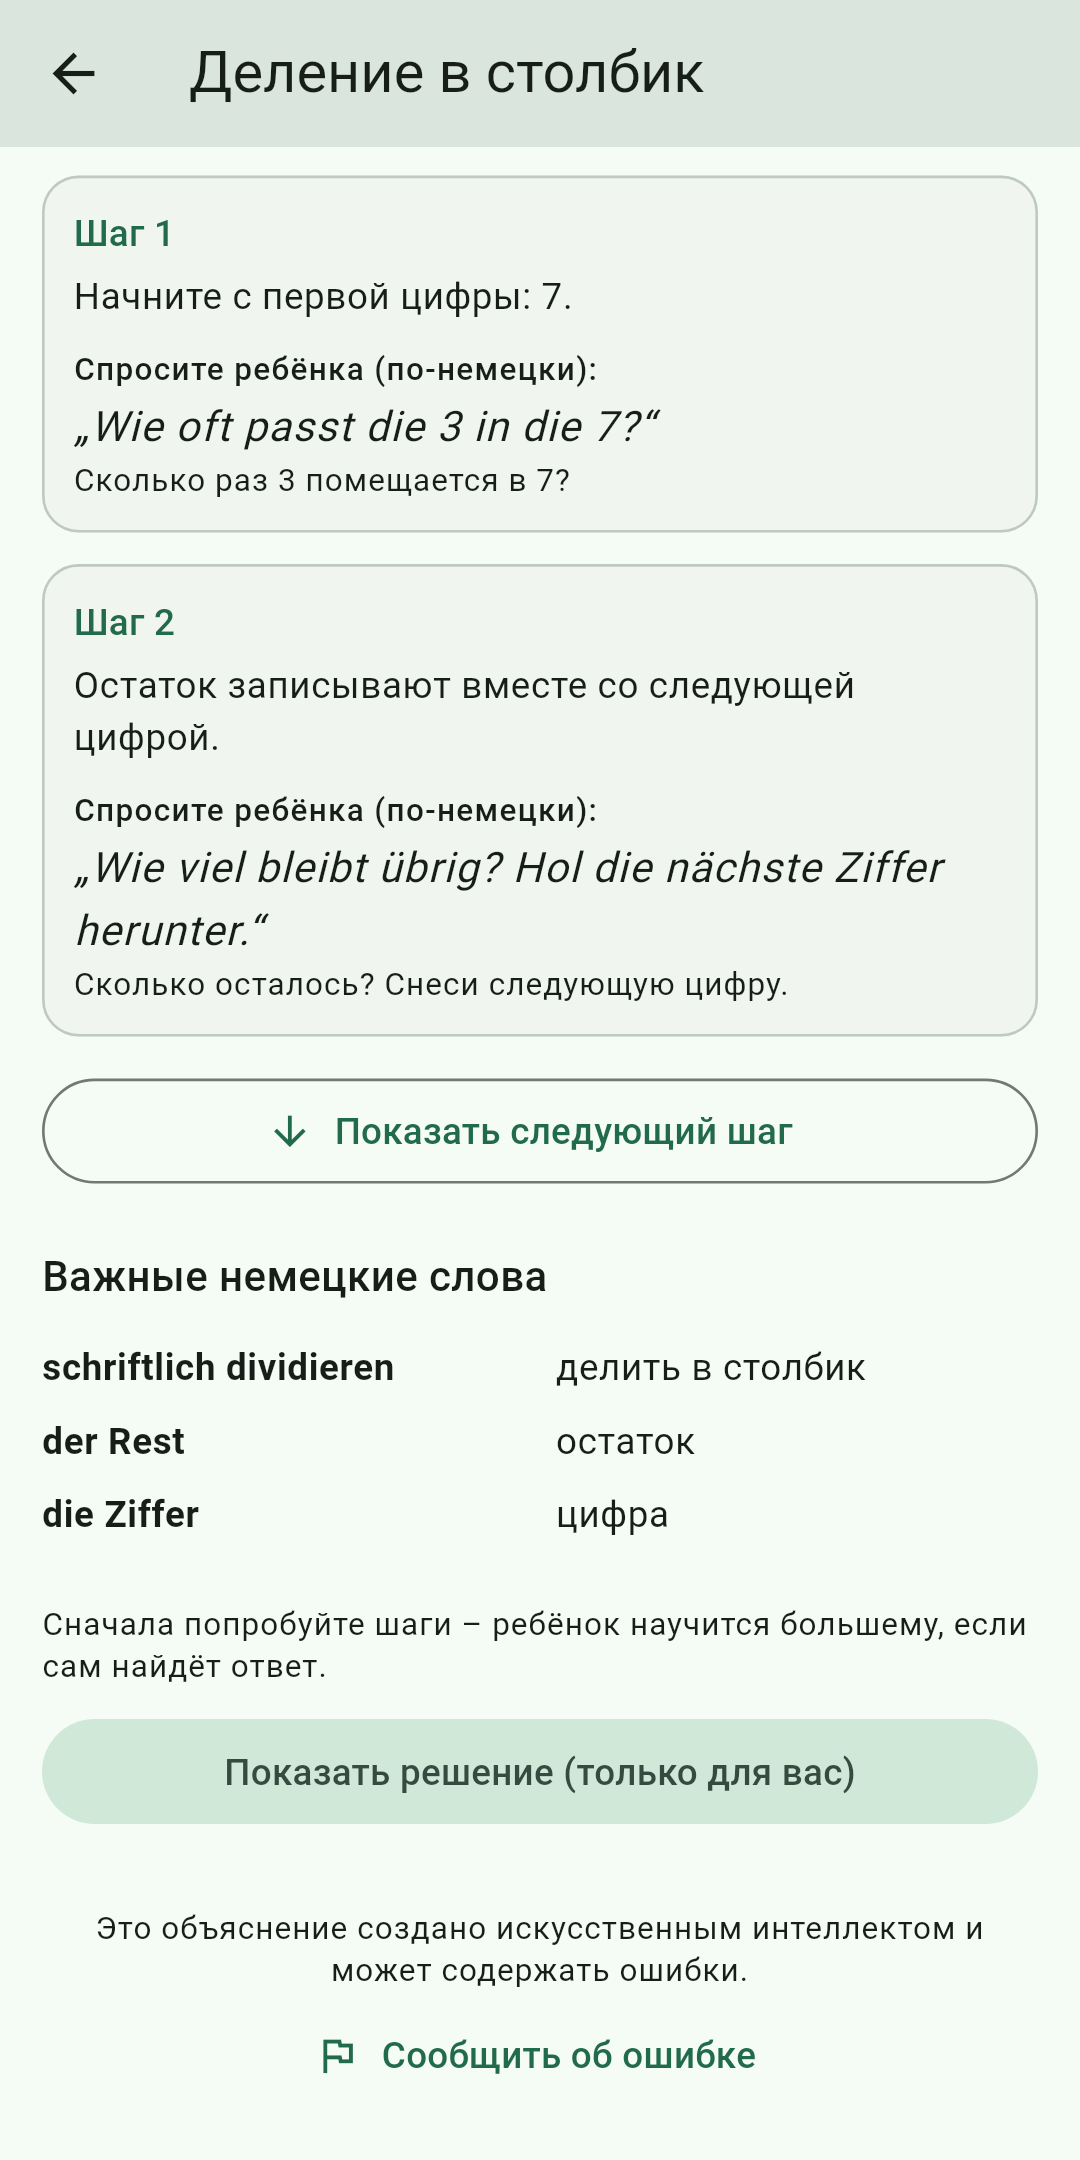 Деление в столбик
Шаг 1
Начните с первой цифры: 7.
Спросите ребёнка (по-немецки):
„Wie oft passt die 3 in die 7?“
Сколько раз 3 помещается в 7?
Шаг 2
Остаток записывают вместе со следующей
цифрой.
Спросите ребёнка (по-немецки):
„Wie viel bleibt übrig? Hol die nächste Ziffer
herunter.“
Сколько осталось? Снеси следующую цифру.
Показать следующий шаг
Важные немецкие слова
schriftlich dividieren делить в столбик
der Rest остаток
die Ziffer цифра
Сначала попробуйте шаги – ребёнок научится большему, если
сам найдёт ответ.
Показать решение (только для вас)
Это объяснение создано искусственным интеллектом и
может содержать ошибки.
Сообщить об ошибке